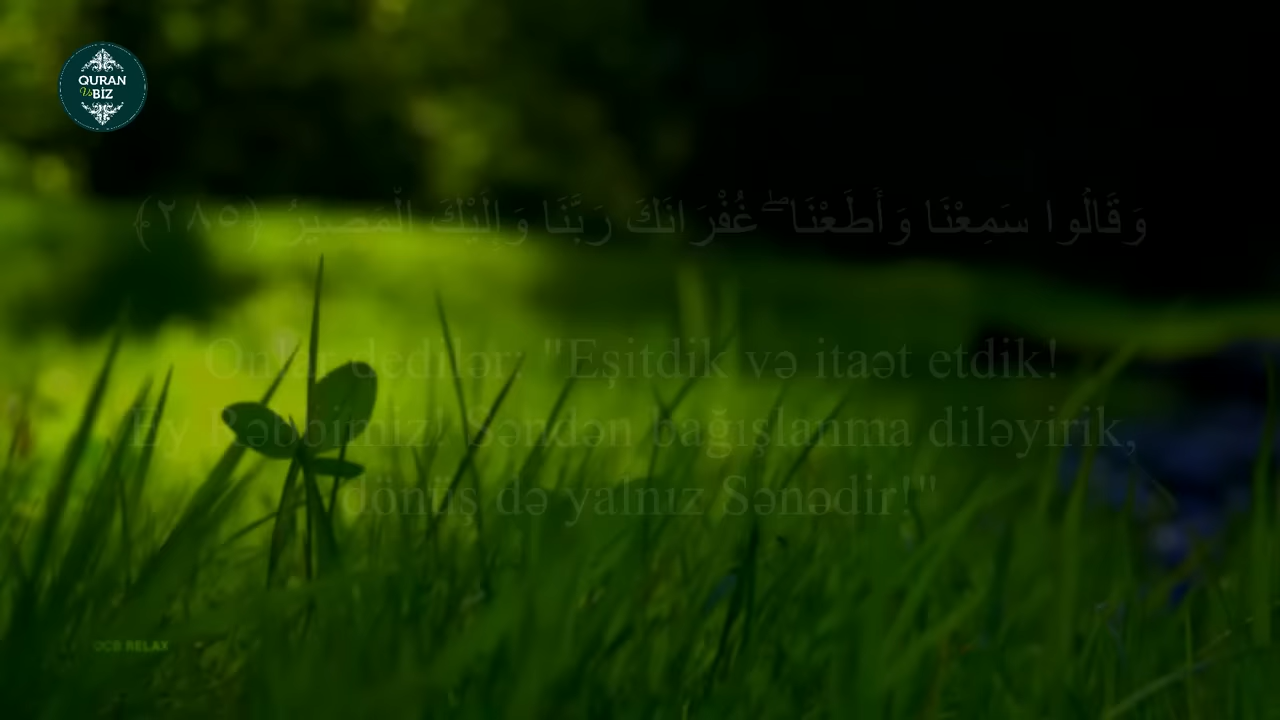 QURAN
Və
BİZ
وَقَالُوا سَمِعْنَا وَأَطَعْنَا ۖ غُفْرَانَكَ رَبَّنَا وَإِلَيْكَ الْمَصِيرُ ﴿٢٨٥﴾
Onlar dedilər: "Eşitdik və itaət etdik!
Ey Rəbbimiz, səndən bağışlanma diləyirik,
dönüş də yalnız Sənədir!"
OCB RELAX